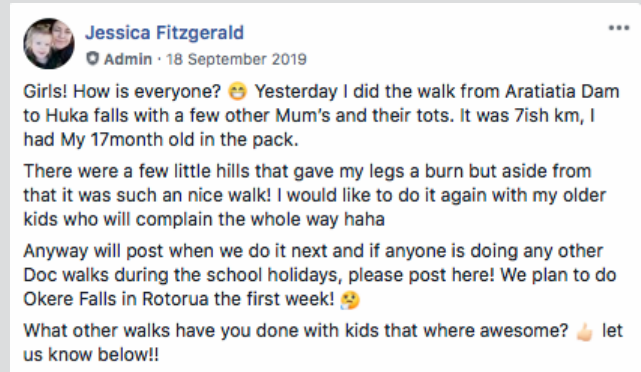 Jessica Fitzgerald
Admin · 18 September 2019
Girls! How is everyone? 😁 Yesterday I did the walk from Aratiatia Dam
to Huka falls with a few other Mum's and their tots. It was 7ish km, I
had My 17month old in the pack.
There were a few little hills that gave my legs a burn but aside from
that it was such an nice walk! I would like to do it again with my older
kids who will complain the whole way haha
Anyway will post when we do it next and if anyone is doing any other
Doc walks during the school holidays, please post here! We plan to do
Okere Falls in Rotorua the first week! 🤔
What other walks have you done with kids that where awesome? 👍🏻 let
us know below!!